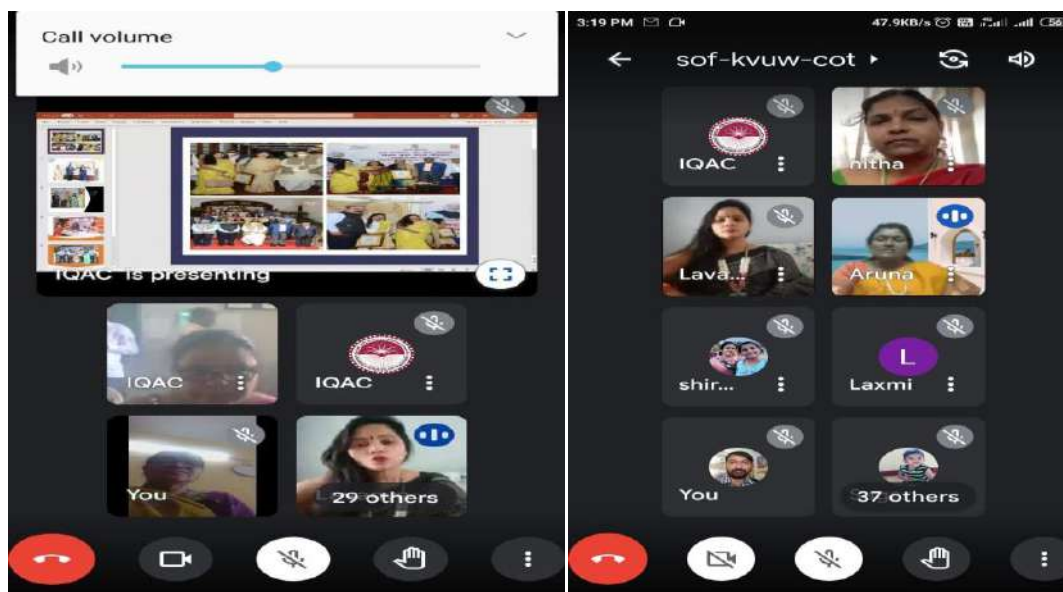 Call volume
IQAC is presenting
IQAC
IQAC
You
29 others
3:19 PM
47.9KB/s
56
sof-kvuw-cot
IQAC
nitha
Lava...
Aruna
shir...
L
Laxmi
You
37 others